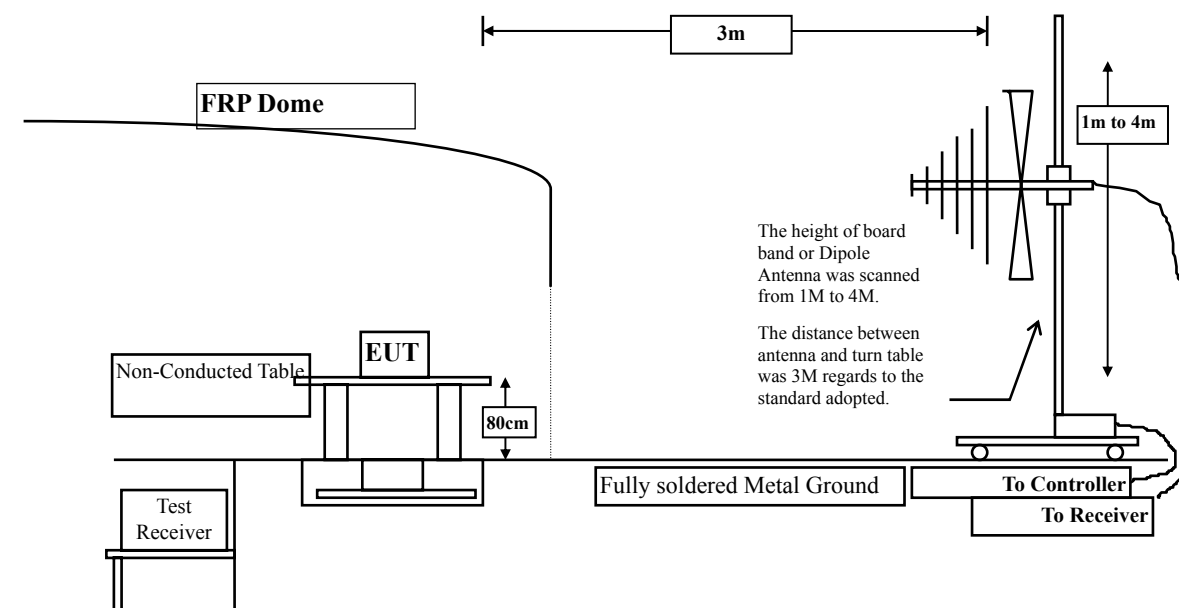 3m
FRP Dome
1m to 4m
The height of board
band or Dipole
Antenna was scanned
from 1M to 4M.
The distance between
antenna and turn table
was 3M regards to the
standard adopted.
EUT
Non-Conducted Table
80cm
Fully soldered Metal Ground
To Controller
To Receiver
Test
Receiver